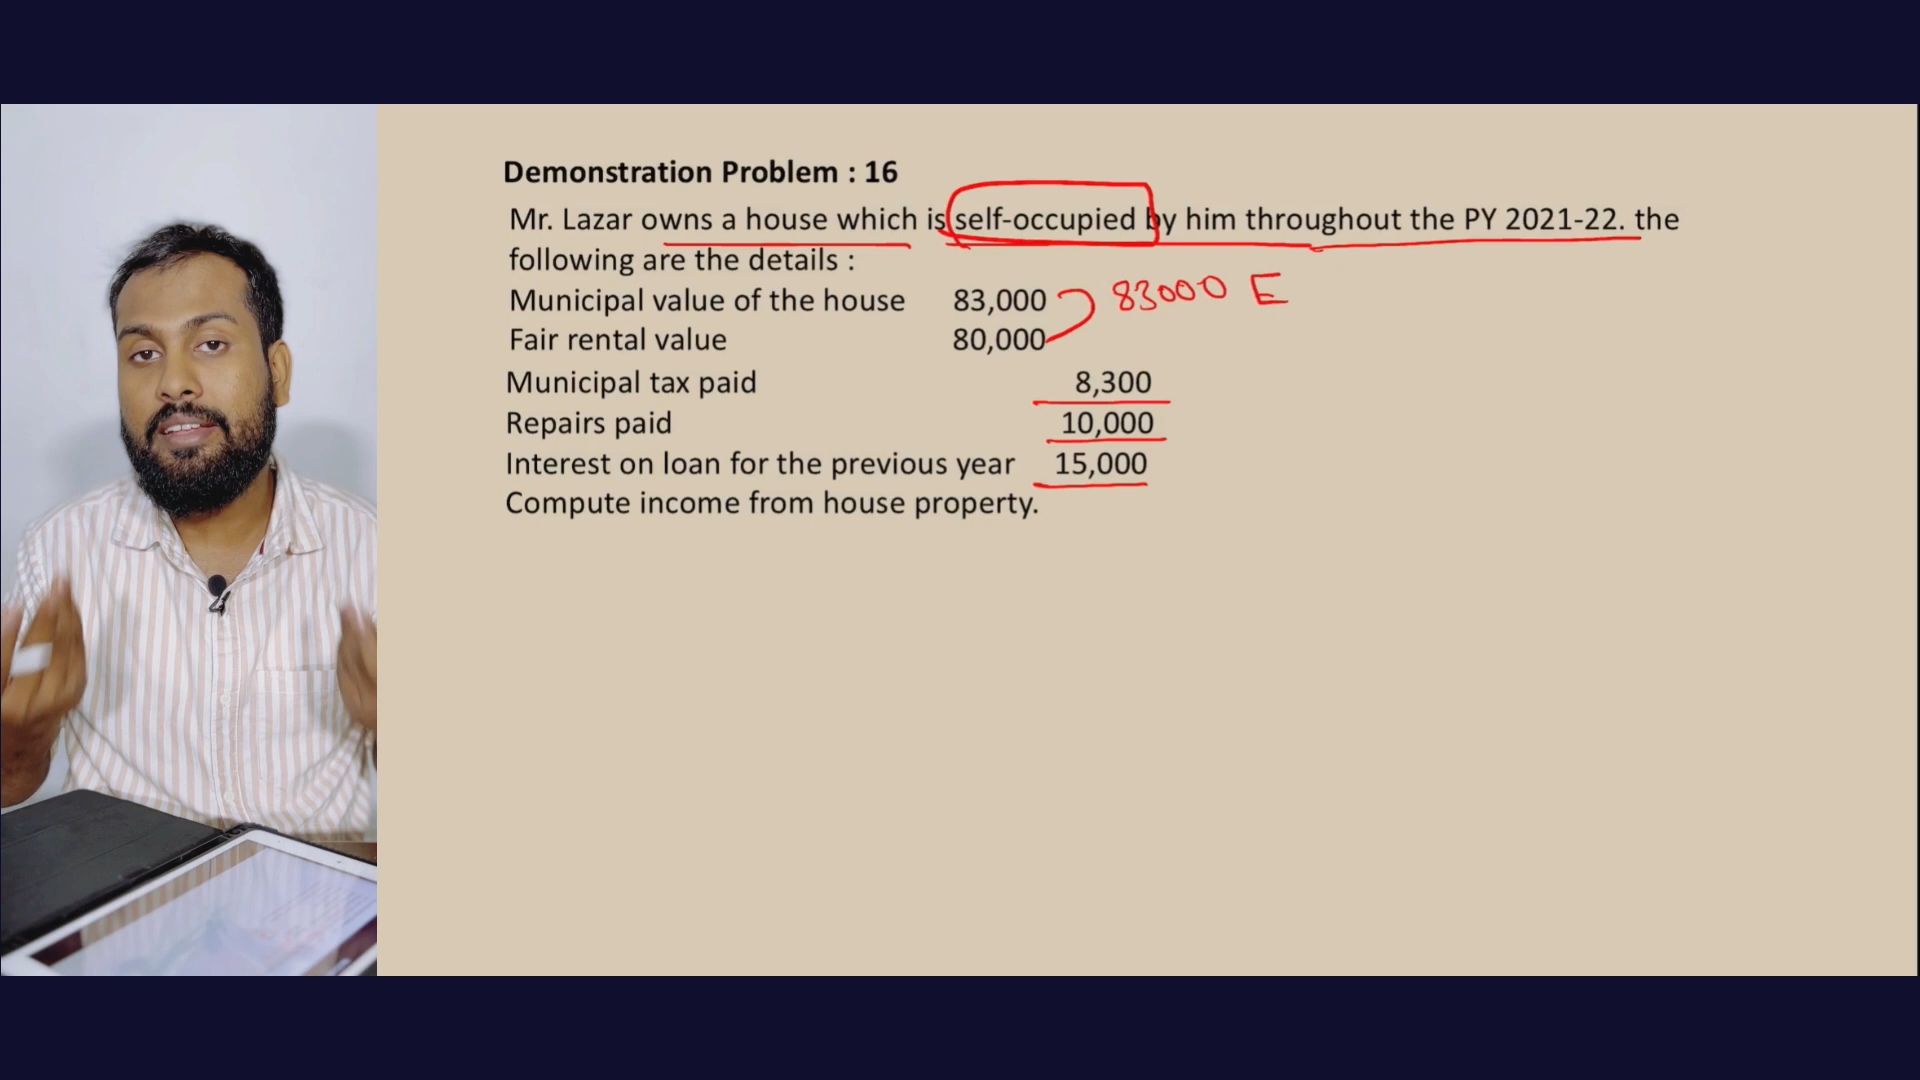 Demonstration Problem : 16
Mr. Lazar owns a house which is self-occupied by him throughout the PY 2021-22. the
following are the details :
Municipal value of the house 83,000 83000 E
Fair rental value 80,000
Municipal tax paid 8,300
Repairs paid 10,000
Interest on loan for the previous year 15,000
Compute income from house property.